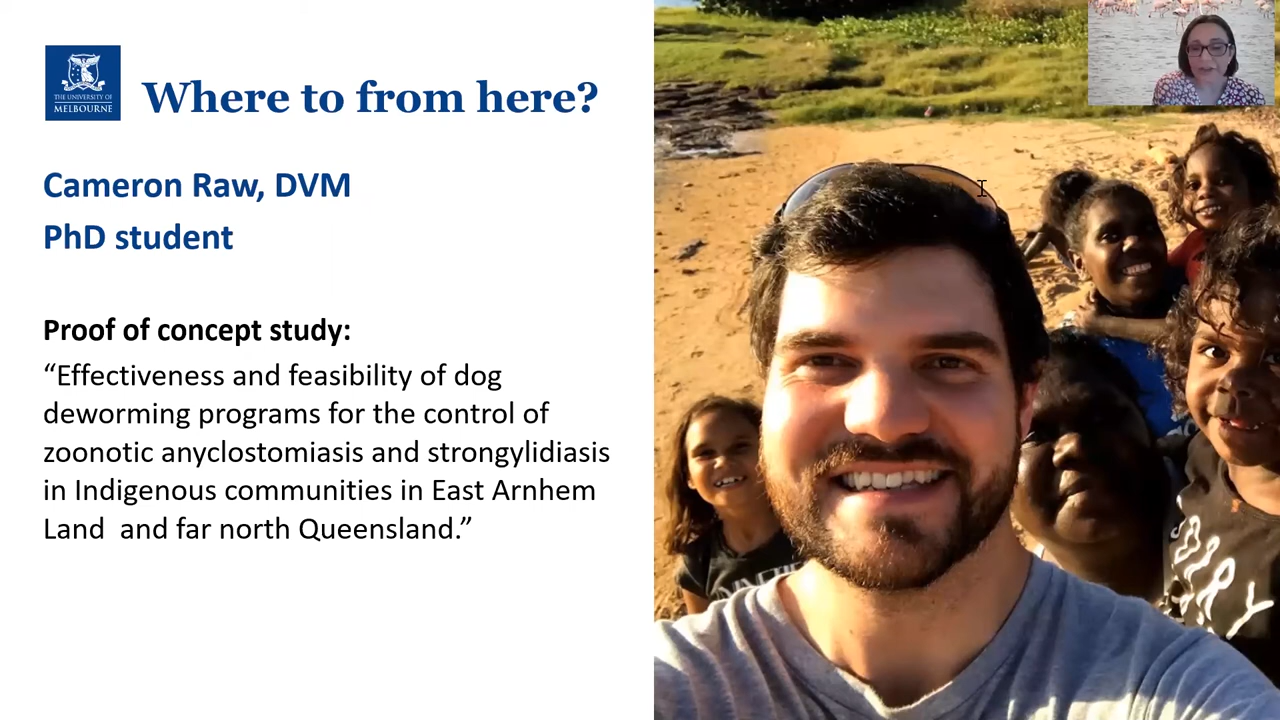 THE UNIVERSITY OF
MELBOURNE
Where to from here?
Cameron Raw, DVM
PhD student
Proof of concept study:
“Effectiveness and feasibility of dog
deworming programs for the control of
zoonotic anyclostomiasis and strongylidiasis
in Indigenous communities in East Arnhem
Land  and far north Queensland.”